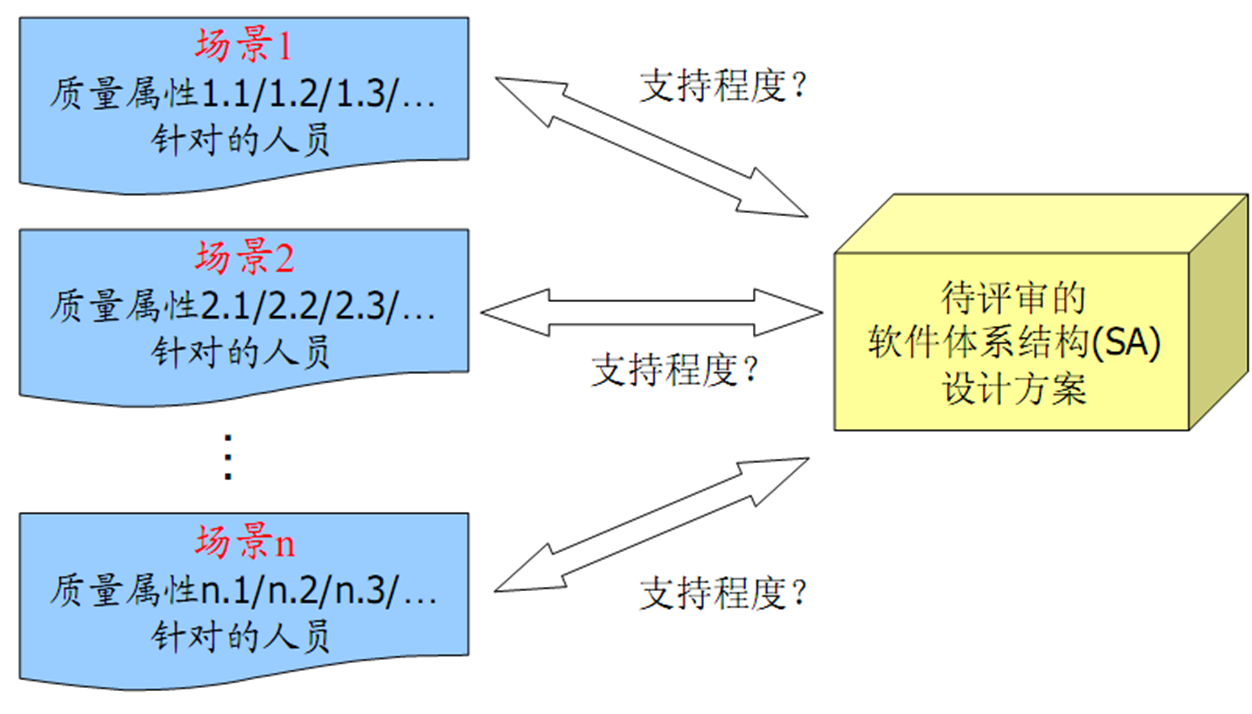 场景1
质量属性1.1/1.2/1.3/…
针对的人员
支持程度？
场景2
质量属性2.1/2.2/2.3/…
针对的人员
支持程度？
待评审的
软件体系结构(SA)
设计方案
⋮
场景n
质量属性n.1/n.2/n.3/…
针对的人员
支持程度？